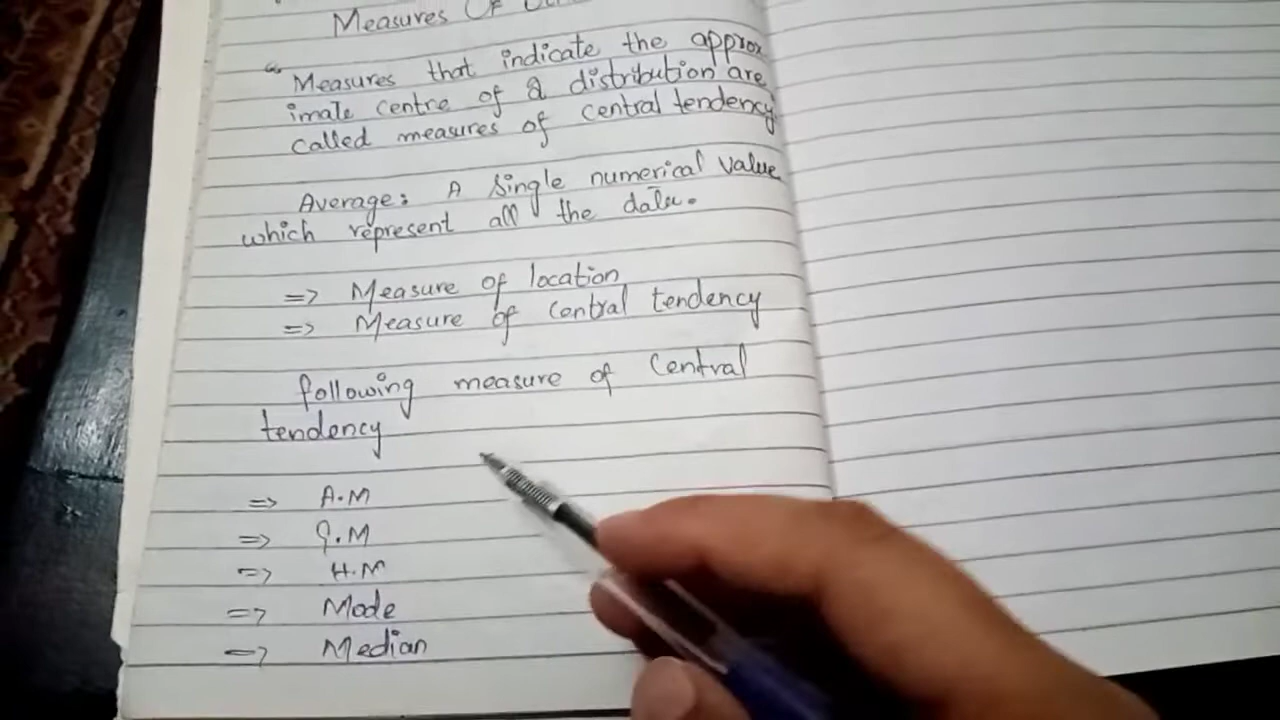 Measures Of
“ Measures that indicate the approx
imate centre of a distribution are
called measures of central tendency
Average: A Single numerical value
which represent all the data.
=> Measure of location
=> Measure of central tendency
following measure of Central
tendency
=> A.M
=> G.M
=> H.M
=> Mode
=> Median